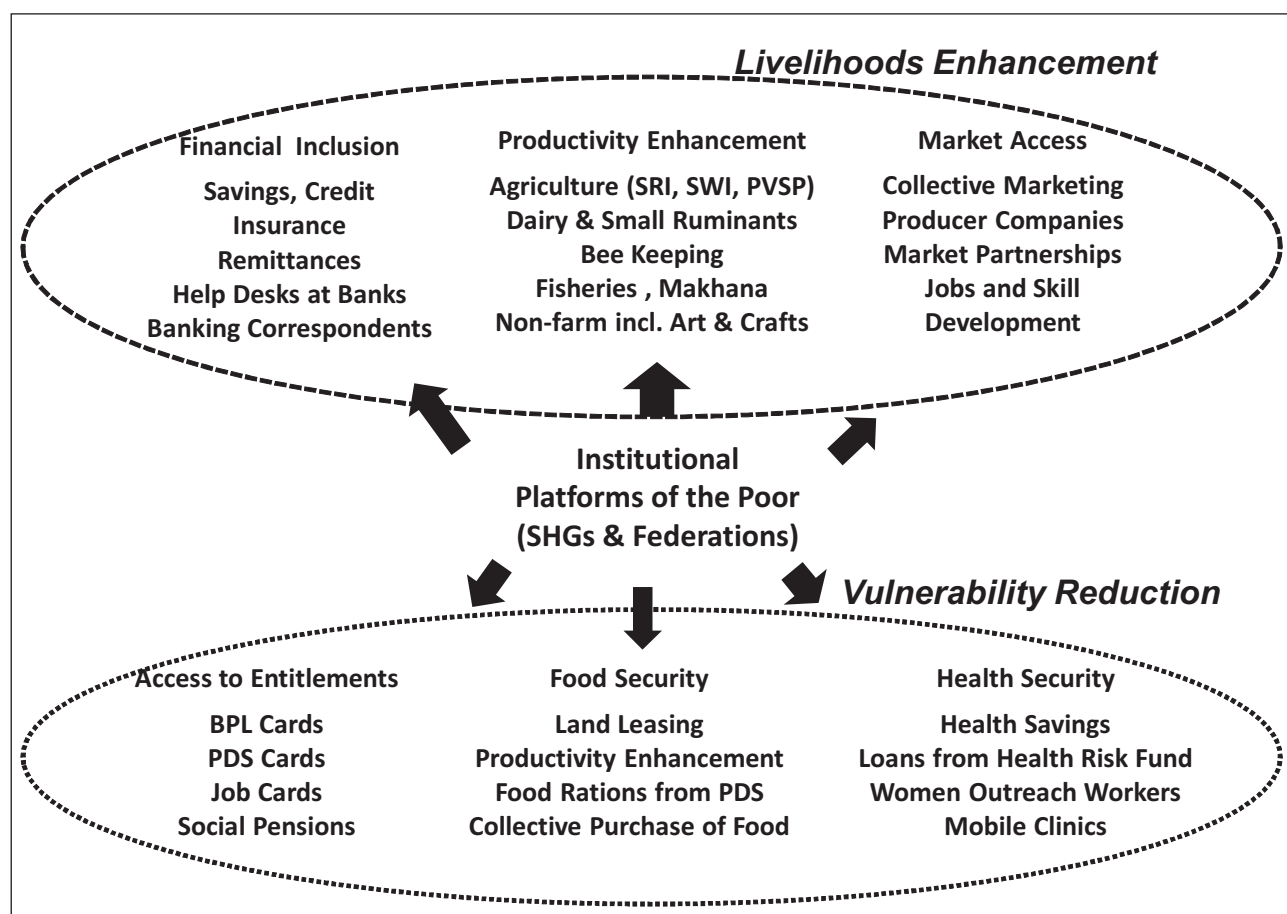 Livelihoods Enhancement
Financial Inclusion
Savings, Credit
Insurance
Remittances
Help Desks at Banks
Banking Correspondents
Productivity Enhancement
Agriculture (SRI, SWI, PVSP)
Dairy & Small Ruminants
Bee Keeping
Fisheries , Makhana
Non-farm incl. Art & Crafts
Market Access
Collective Marketing
Producer Companies
Market Partnerships
Jobs and Skill
Development
Institutional
Platforms of the Poor
(SHGs & Federations)
Vulnerability Reduction
Access to Entitlements
BPL Cards
PDS Cards
Job Cards
Social Pensions
Food Security
Land Leasing
Productivity Enhancement
Food Rations from PDS
Collective Purchase of Food
Health Security
Health Savings
Loans from Health Risk Fund
Women Outreach Workers
Mobile Clinics